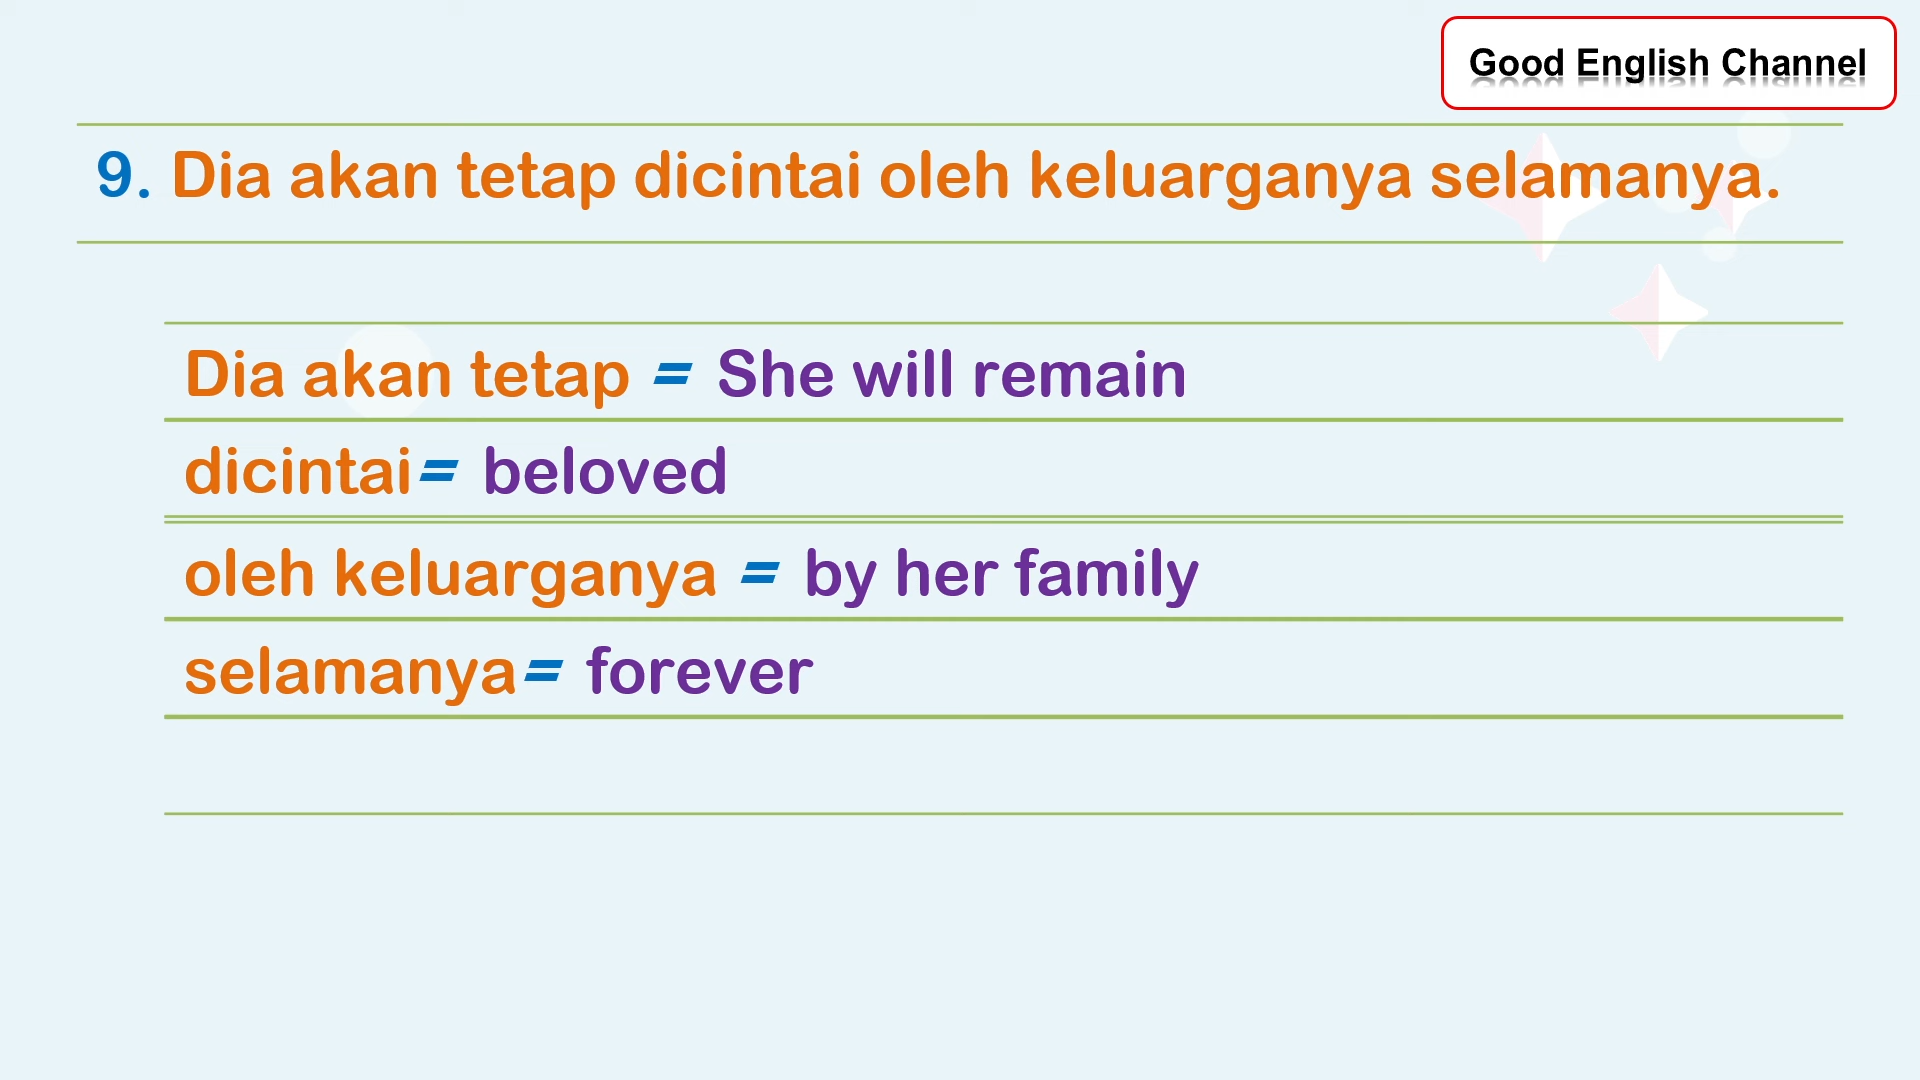 Good English Channel
9. Dia akan tetap dicintai oleh keluarganya selamanya.
Dia akan tetap = She will remain
dicintai= beloved
oleh keluarganya = by her family
selamanya= forever